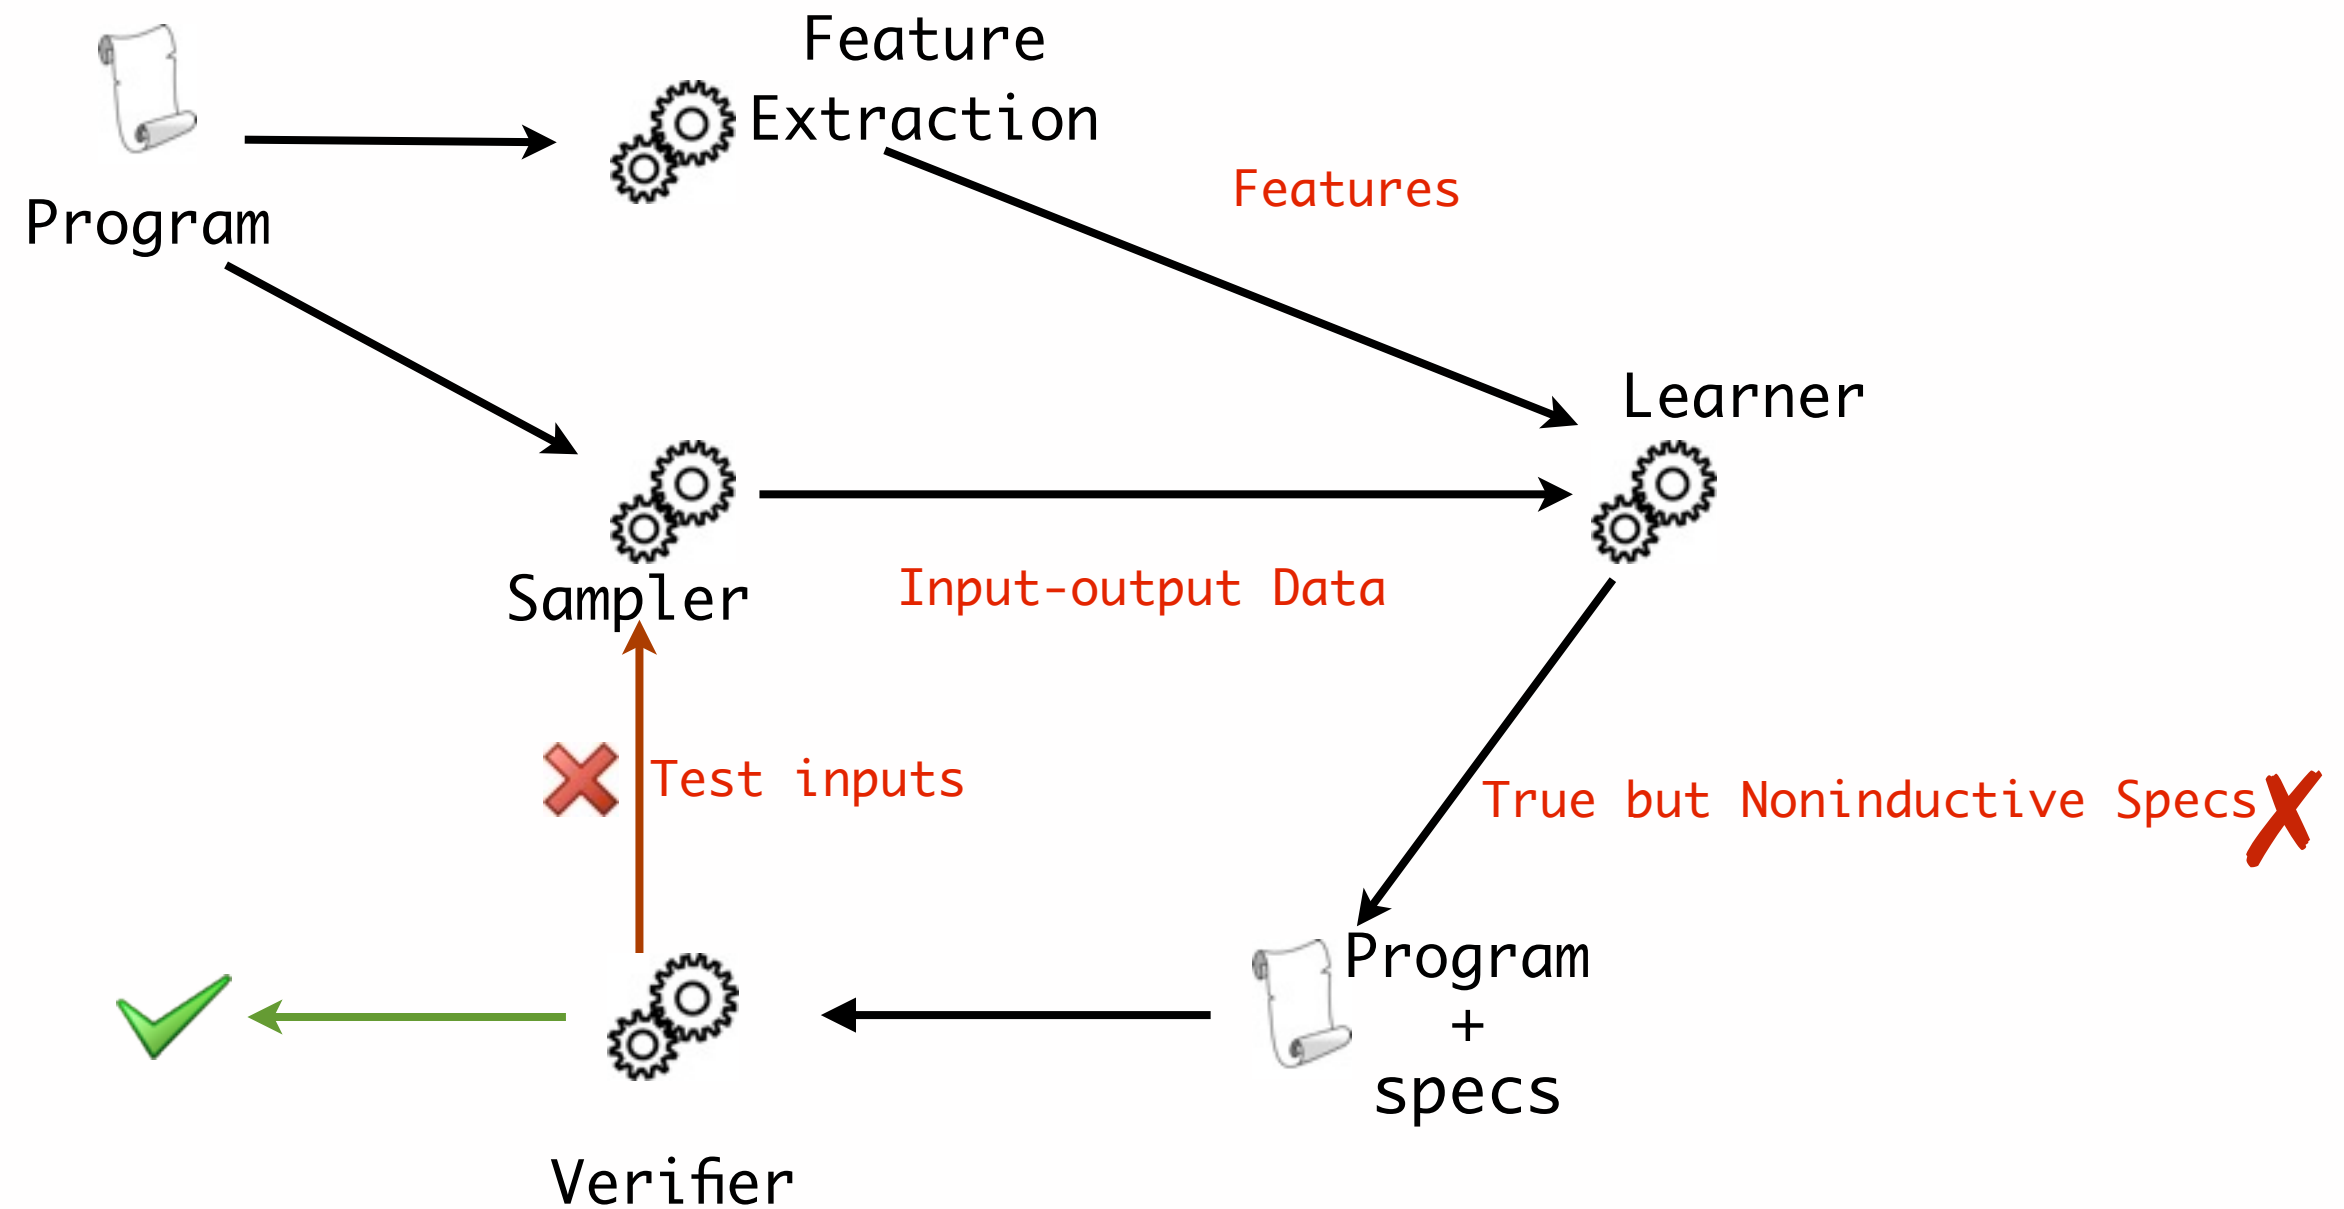 Feature
Extraction
Program
Features
Learner
Sampler
Input-output Data
Test inputs
True but Noninductive Specs
Program
+
specs
Verifier